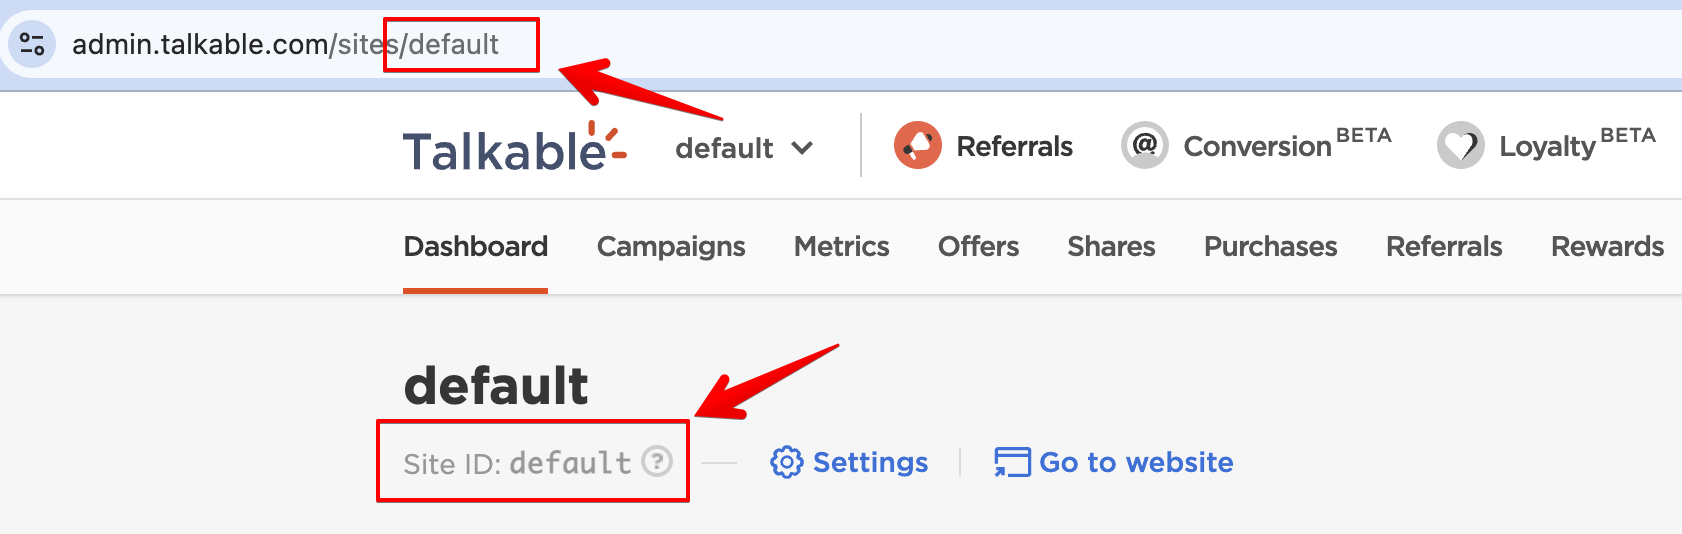 admin.talkable.com/sites/default
Talkable default Referrals Conversion BETA Loyalty BETA
Dashboard Campaigns Metrics Offers Shares Purchases Referrals Rewards
default
Site ID: default ? Settings Go to website